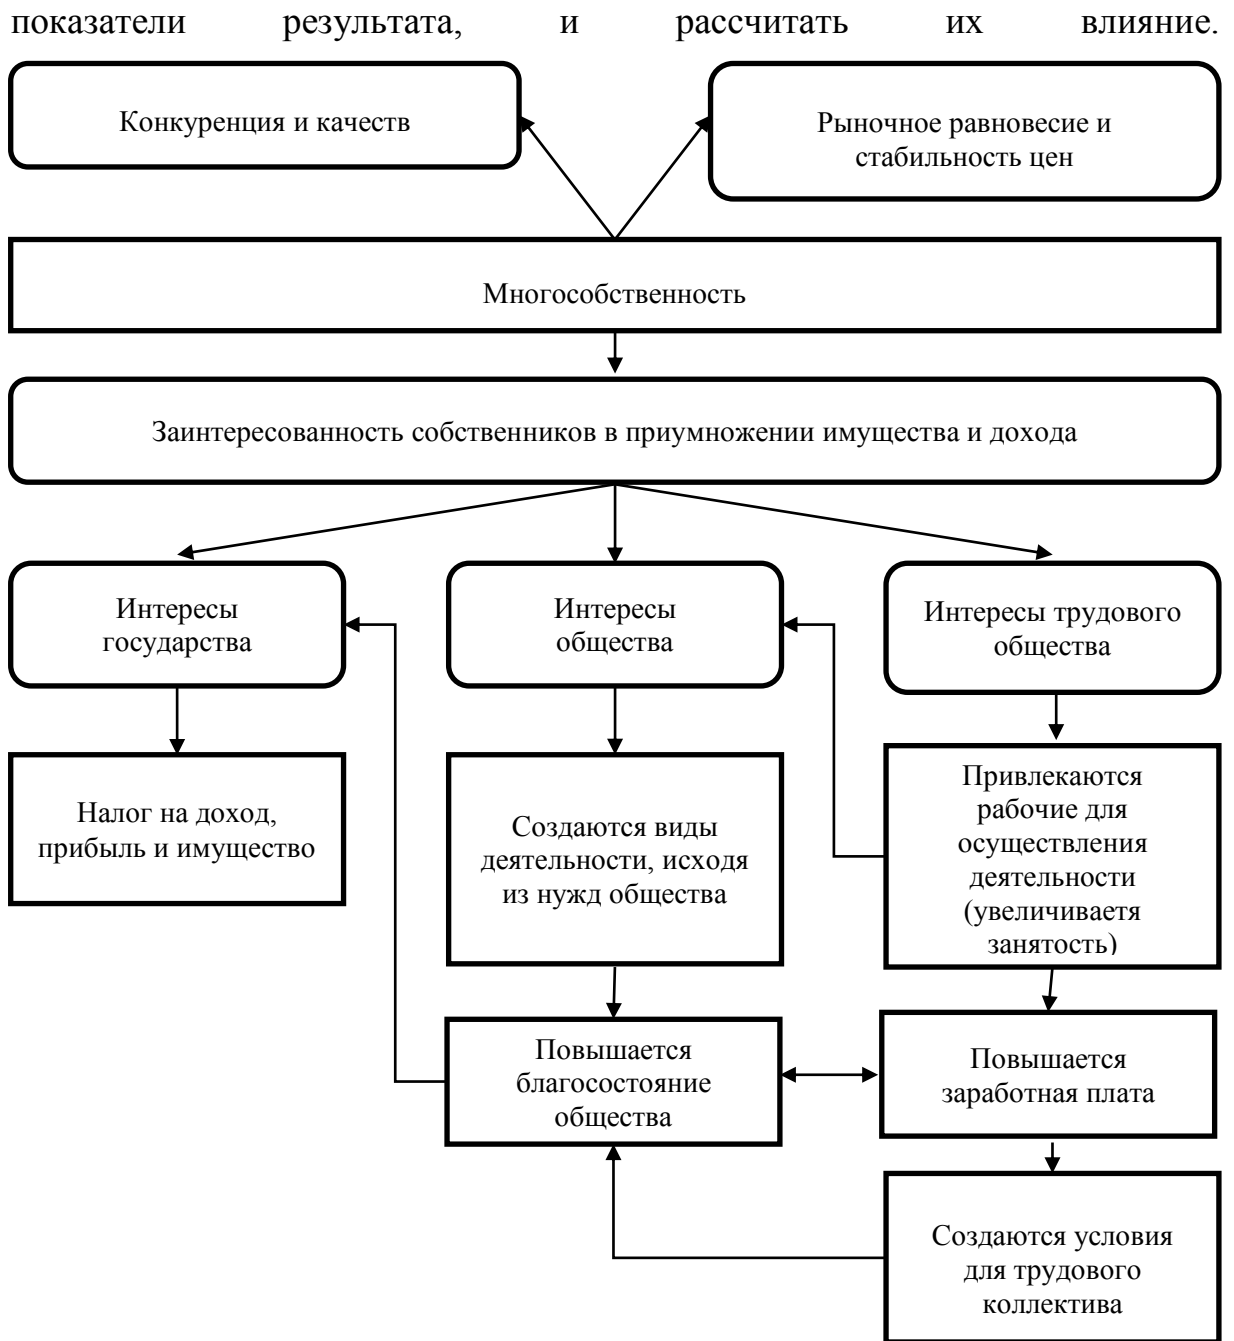 показатели результата, и рассчитать их влияние.
Конкуренция и качеств
Рыночное равновесие и
стабильность цен
Многособственность
Заинтересованность собственников в приумножении имущества и дохода
Интересы
государства
Интересы
общества
Интересы трудового
общества
Налог на доход,
прибыль и имущество
Создаются виды
деятельности, исходя
из нужд общества
Привлекаются
рабочие для
осуществления
деятельности
(увеличиваетя
занятость)
Повышается
благосостояние
общества
Повышается
заработная плата
Создаются условия
для трудового
коллектива